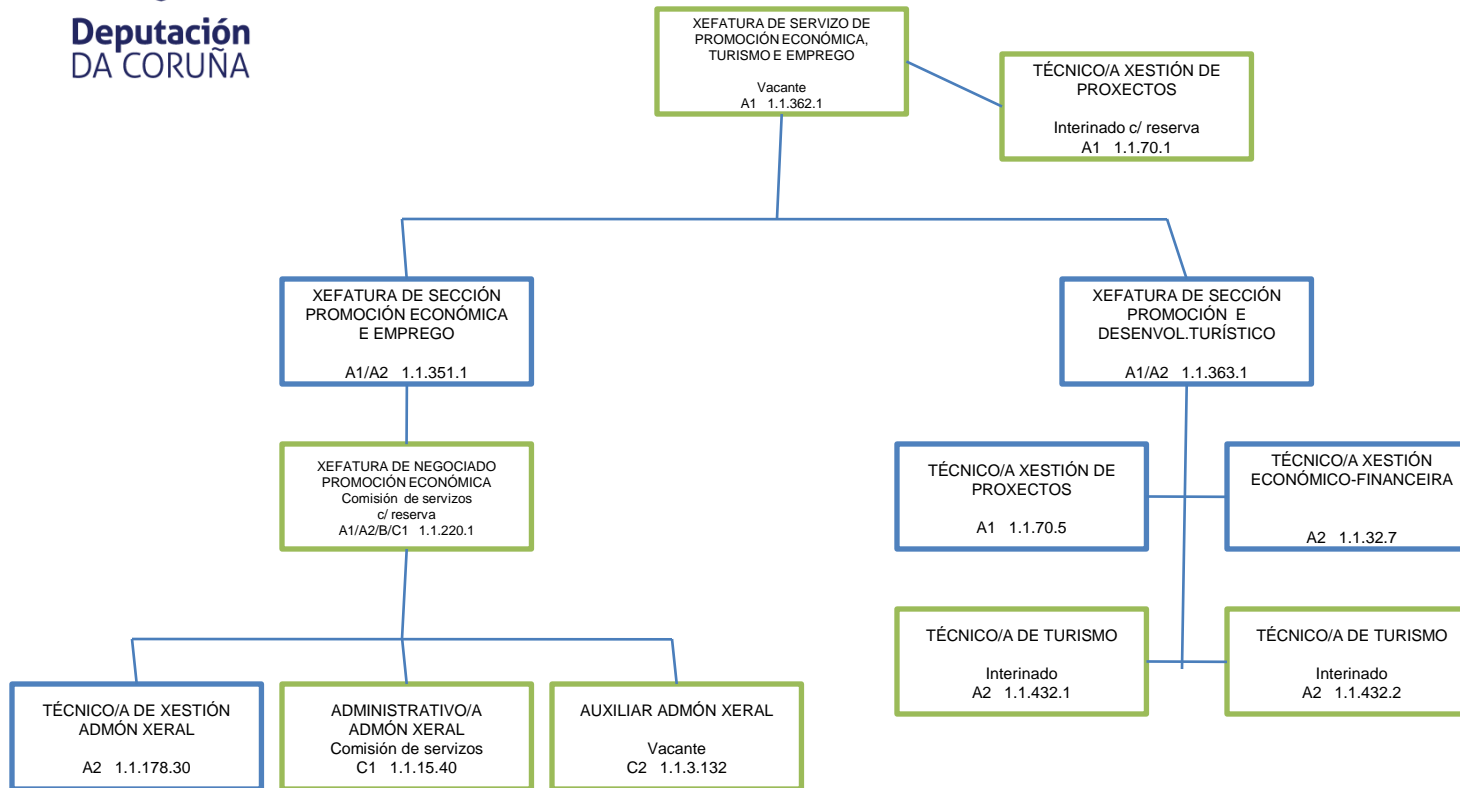 Deputación
DA CORUÑA
XEFATURA DE SERVIZO DE
PROMOCIÓN ECONÓMICA,
TURISMO E EMPREGO
Vacante
A1 1.1.362.1
TÉCNICO/A XESTIÓN DE
PROXECTOS
Interinado c/ reserva
A1 1.1.70.1
XEFATURA DE SECCIÓN
PROMOCIÓN ECONÓMICA
E EMPREGO
A1/A2 1.1.351.1
XEFATURA DE SECCIÓN
PROMOCIÓN E
DESENVOL.TURÍSTICO
A1/A2 1.1.363.1
XEFATURA DE NEGOCIADO
PROMOCIÓN ECONÓMICA
Comisión de servizos
c/ reserva
A1/A2/B/C1 1.1.220.1
TÉCNICO/A XESTIÓN DE
PROXECTOS
A1 1.1.70.5
TÉCNICO/A XESTIÓN
ECONÓMICO-FINANCEIRA
A2 1.1.32.7
TÉCNICO/A DE TURISMO
Interinado
A2 1.1.432.1
TÉCNICO/A DE TURISMO
Interinado
A2 1.1.432.2
TÉCNICO/A DE XESTIÓN
ADMÓN XERAL
A2 1.1.178.30
ADMINISTRATIVO/A
ADMÓN XERAL
Comisión de servizos
C1 1.1.15.40
AUXILIAR ADMÓN XERAL
Vacante
C2 1.1.3.132